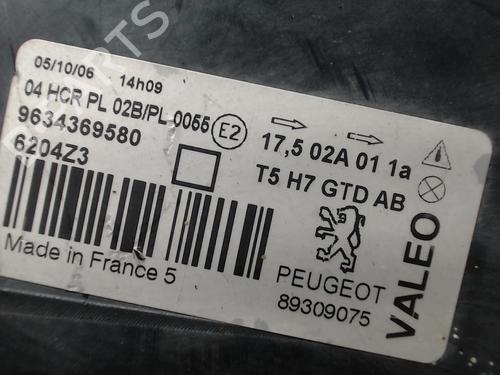 05/10/06 14h09
04 HCR PL 02B/PL 0055
E2
17,5 02A 01 1a
9634369580
T5 H7 GTD AB
6204Z3
Made in France 5
PEUGEOT
89309075
VALEO